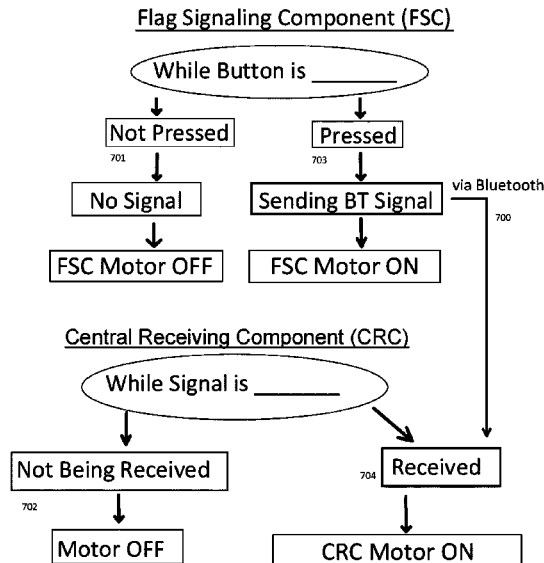 Flag Signaling Component (FSC)
While Button is ________
Not Pressed
Pressed
701
703
No Signal
Sending BT Signal
via Bluetooth
700
FSC Motor OFF
FSC Motor ON
Central Receiving Component (CRC)
While Signal is ________
Not Being Received
704
Received
702
Motor OFF
CRC Motor ON